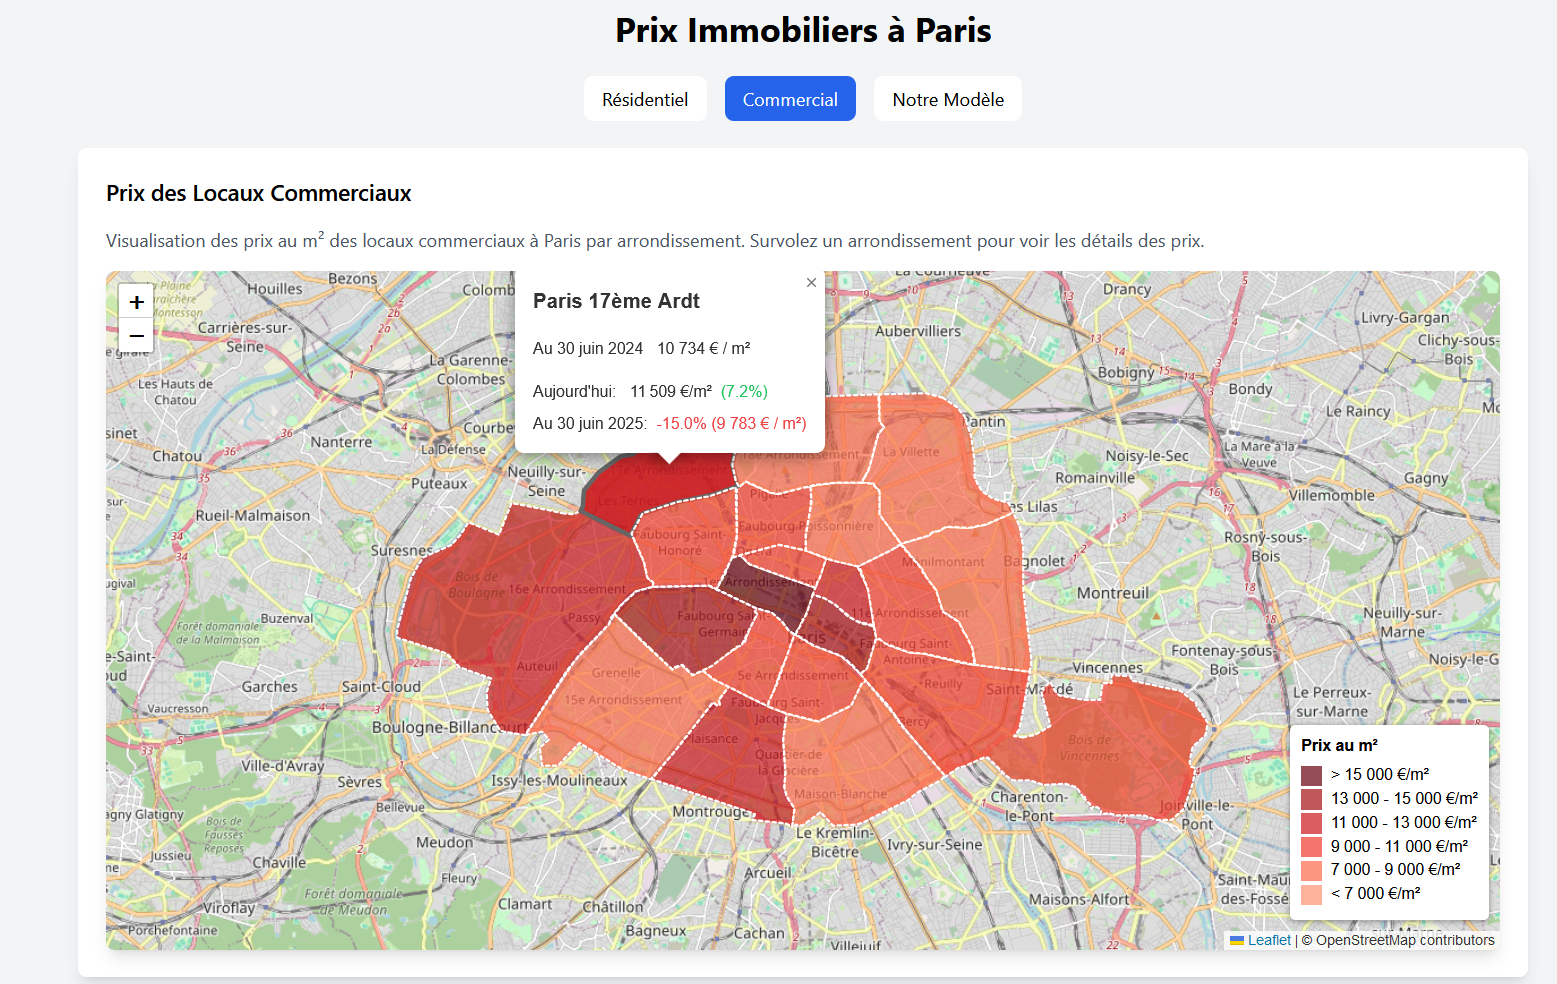 Prix Immobiliers à Paris
Résidentiel
Commercial
Notre Modèle
Prix des Locaux Commerciaux
Visualisation des prix au m² des locaux commerciaux à Paris par arrondissement. Survolez un arrondissement pour voir les détails des prix.
+
−
Paris 17ème Ardt
×
Au 30 juin 2024 10 734 € / m²
Aujourd'hui: 11 509 €/m² (7.2%)
Au 30 juin 2025: -15.0% (9 783 € / m²)
Bezons
Houilles
Colomb
La Courneuve
Drancy
Livry-Gargan
Carrières-sur-
Seine
Aubervilliers
Clichy-sous-
Bois
La Garenne-
Colombes
Les Hauts de
Chatou
Bobigny
Bondy
Le Raincy
Courbe
Pantin
Nanterre
La Défense
Chatou
Neuilly-sur-
Seine
Puteaux
17e Arrondissement
18e Arrondissement
La Villette
Noisy-le-Sec
La Mare à la
Veuve
Romainville
Gagny
Villemomble
Les Ternes
Pigalle
Les Lilas
Rueil-Malmaison
Faubourg Poissonnière
Faubourg Saint-
Honoré
Rosny-sous-
Bois
Suresnes
Ménilmontant
Bagnolet
Bois de
Boulogne
16e Arrondissement
1er Arrondissement
Montreuil
Buzenval
Passy
Faubourg Saint-
Germain
11e Arrondissement
Neuilly-sur-
Marne
Forêt domaniale
de la Malmaison
Faubourg Saint-
Antoine
Fontenay-sous-
Bois
Noisy-le-G
Auteuil
Grenelle
5e Arrondissement
Reuilly
Vincennes
Saint-Mandé
Garches
Saint-Cloud
15e Arrondissement
Faubourg Saint-
Jacques
Le Perreux-
sur-Marne
Vaucresson
Boulogne-Billancourt
Bercy
Plaisance
Quartier de
la Glacière
Bois de
Vincennes
Ville-d'Avray
Sèvres
Issy-les-Moulineaux
Maison-Blanche
Charenton-
le-Pont
Joinville-le-
Pont
Bellevue
Montrouge
Le Kremlin-
Bicêtre
Ivry-sur-Seine
Bois de
Fausses
Reposes
Jussieu
Chaville
Meudon
Arcueil
Fleury
Viroflay
Forêt domaniale
de Meudon
Clamart
Châtillon
Maisons-Alfort
Porchefontaine
Bagneux
Cachan
Villejuif
Prix au m²
> 15 000 €/m²
13 000 - 15 000 €/m²
11 000 - 13 000 €/m²
9 000 - 11 000 €/m²
7 000 - 9 000 €/m²
< 7 000 €/m²
Leaflet | © OpenStreetMap contributors